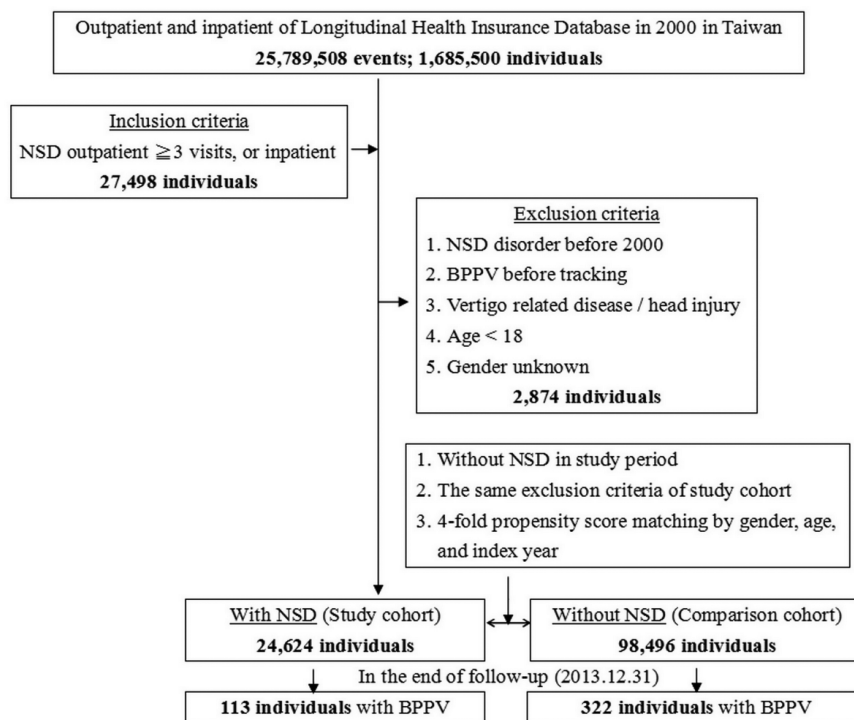 Outpatient and inpatient of Longitudinal Health Insurance Database in 2000 in Taiwan
25,789,508 events; 1,685,500 individuals
Inclusion criteria
NSD outpatient ≧3 visits, or inpatient
27,498 individuals
Exclusion criteria
1. NSD disorder before 2000
2. BPPV before tracking
3. Vertigo related disease / head injury
4. Age < 18
5. Gender unknown
2,874 individuals
1. Without NSD in study period
2. The same exclusion criteria of study cohort
3. 4-fold propensity score matching by gender, age,
and index year
With NSD (Study cohort)
24,624 individuals
Without NSD (Comparison cohort)
98,496 individuals
In the end of follow-up (2013.12.31)
113 individuals with BPPV
322 individuals with BPPV